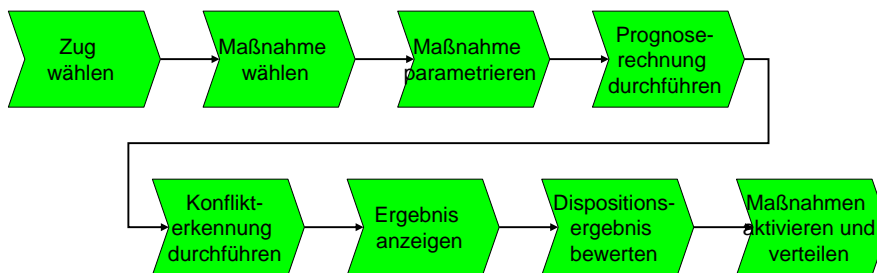 Zug
wählen
Maßnahme
wählen
Maßnahme
parametrieren
Prognose-
rechnung
durchführen
Konflikt-
erkennung
durchführen
Ergebnis
anzeigen
Dispositions-
ergebnis
bewerten
Maßnahmen
aktivieren und
verteilen